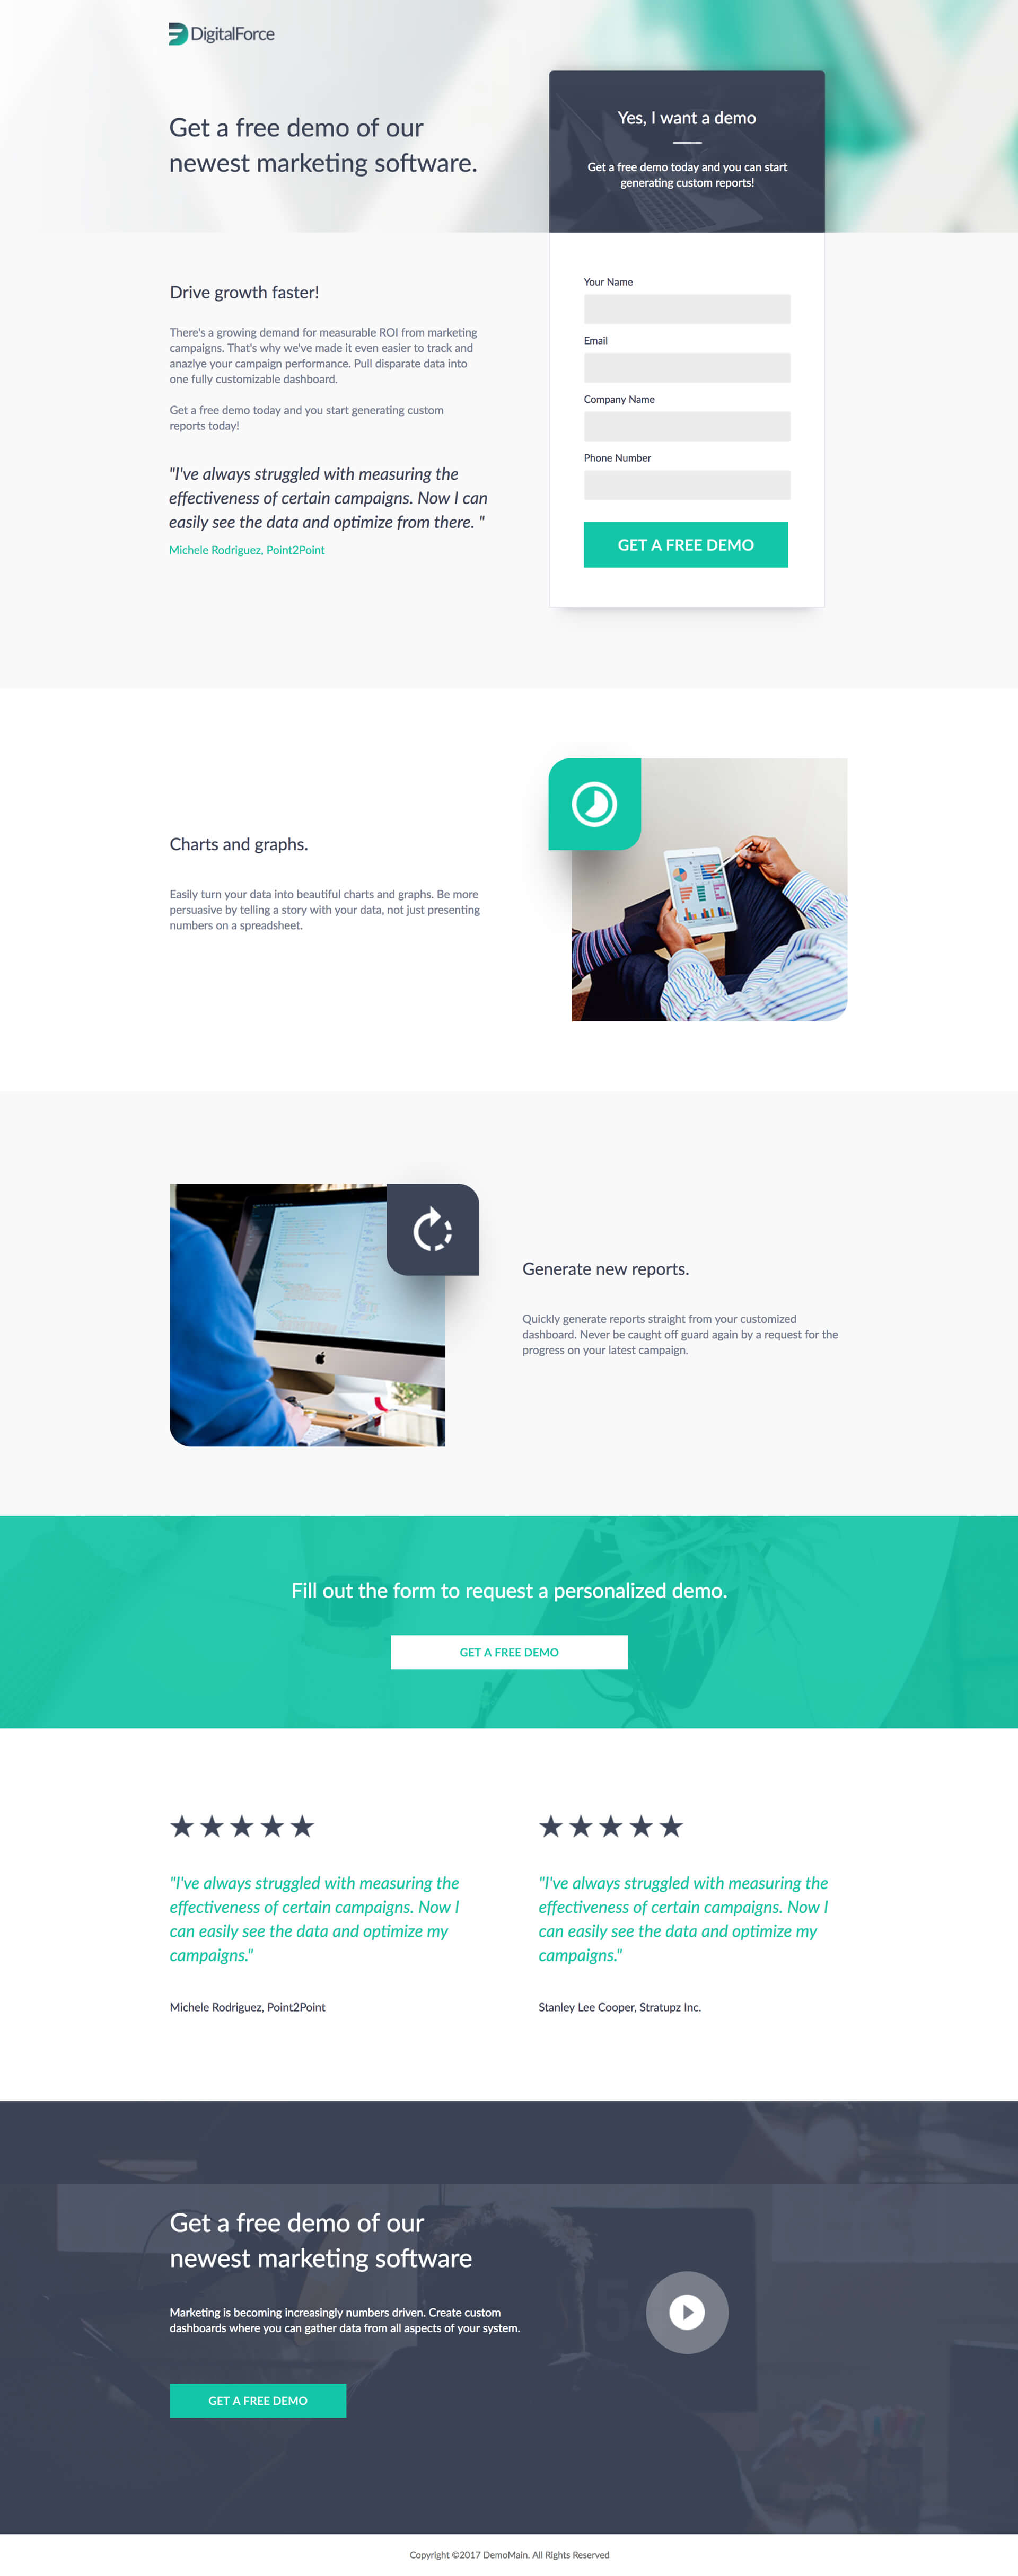 DigitalForce
Get a free demo of our
newest marketing software.
Yes, I want a demo
Get a free demo today and you can start
generating custom reports!
Drive growth faster!
There's a growing demand for measurable ROI from marketing
campaigns. That's why we've made it even easier to track and
anazlye your campaign performance. Pull disparate data into
one fully customizable dashboard.
Get a free demo today and you start generating custom
reports today!
"I've always struggled with measuring the
effectiveness of certain campaigns. Now I can
easily see the data and optimize from there. "
Michele Rodriguez, Point2Point
Your Name
Email
Company Name
Phone Number
GET A FREE DEMO
Charts and graphs.
Easily turn your data into beautiful charts and graphs. Be more
persuasive by telling a story with your data, not just presenting
numbers on a spreadsheet.
Generate new reports.
Quickly generate reports straight from your customized
dashboard. Never be caught off guard again by a request for the
progress on your latest campaign.
Fill out the form to request a personalized demo.
GET A FREE DEMO
"I've always struggled with measuring the
effectiveness of certain campaigns. Now I
can easily see the data and optimize my
campaigns."
Michele Rodriguez, Point2Point
"I've always struggled with measuring the
effectiveness of certain campaigns. Now I
can easily see the data and optimize my
campaigns."
Stanley Lee Cooper, Stratupz Inc.
Get a free demo of our
newest marketing software
Marketing is becoming increasingly numbers driven. Create custom
dashboards where you can gather data from all aspects of your system.
GET A FREE DEMO
Copyright ©2017 DemoMain. All Rights Reserved